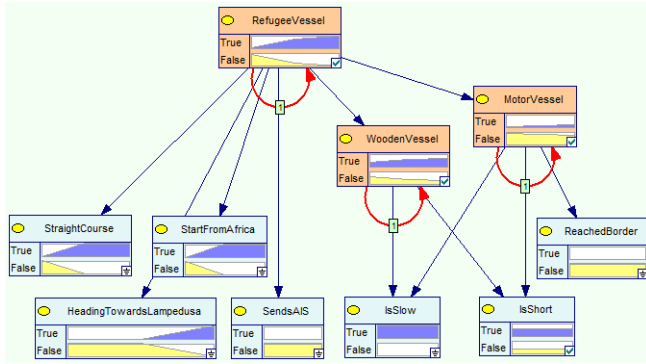 RefugeeVessel
True
False
1
MotorVessel
True
False
1
WoodenVessel
True
False
1
StraightCourse
True
False
StartFromAfrica
True
False
ReachedBorder
True
False
HeadingTowardsLampedusa
True
False
SendsAIS
True
False
IsSlow
True
False
IsShort
True
False